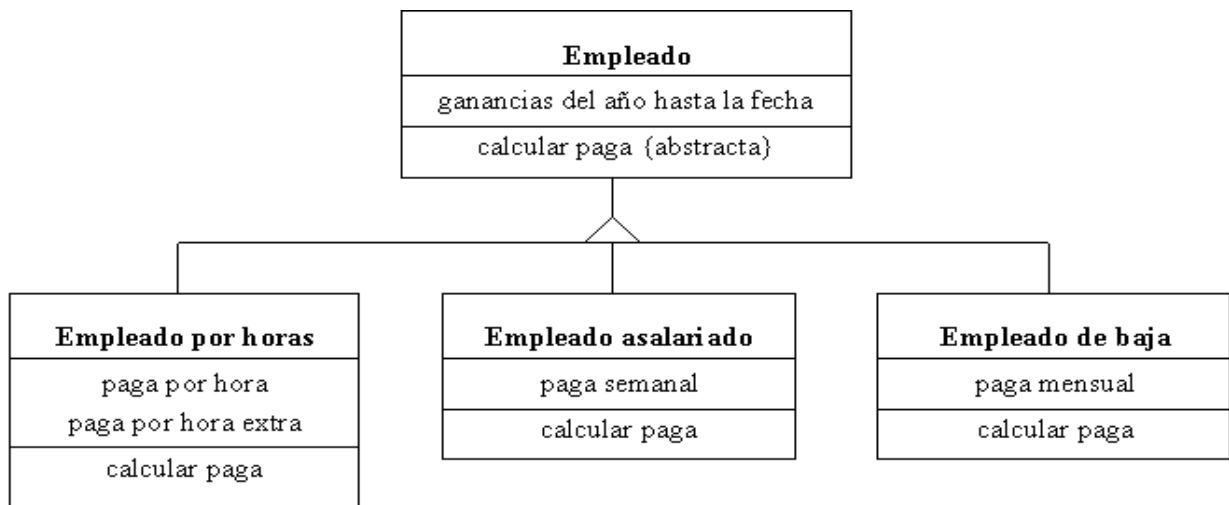 Empleado
ganancias del año hasta la fecha
calcular paga {abstracta}
Empleado por horas
paga por hora
paga por hora extra
calcular paga
Empleado asalariado
paga semanal
calcular paga
Empleado de baja
paga mensual
calcular paga